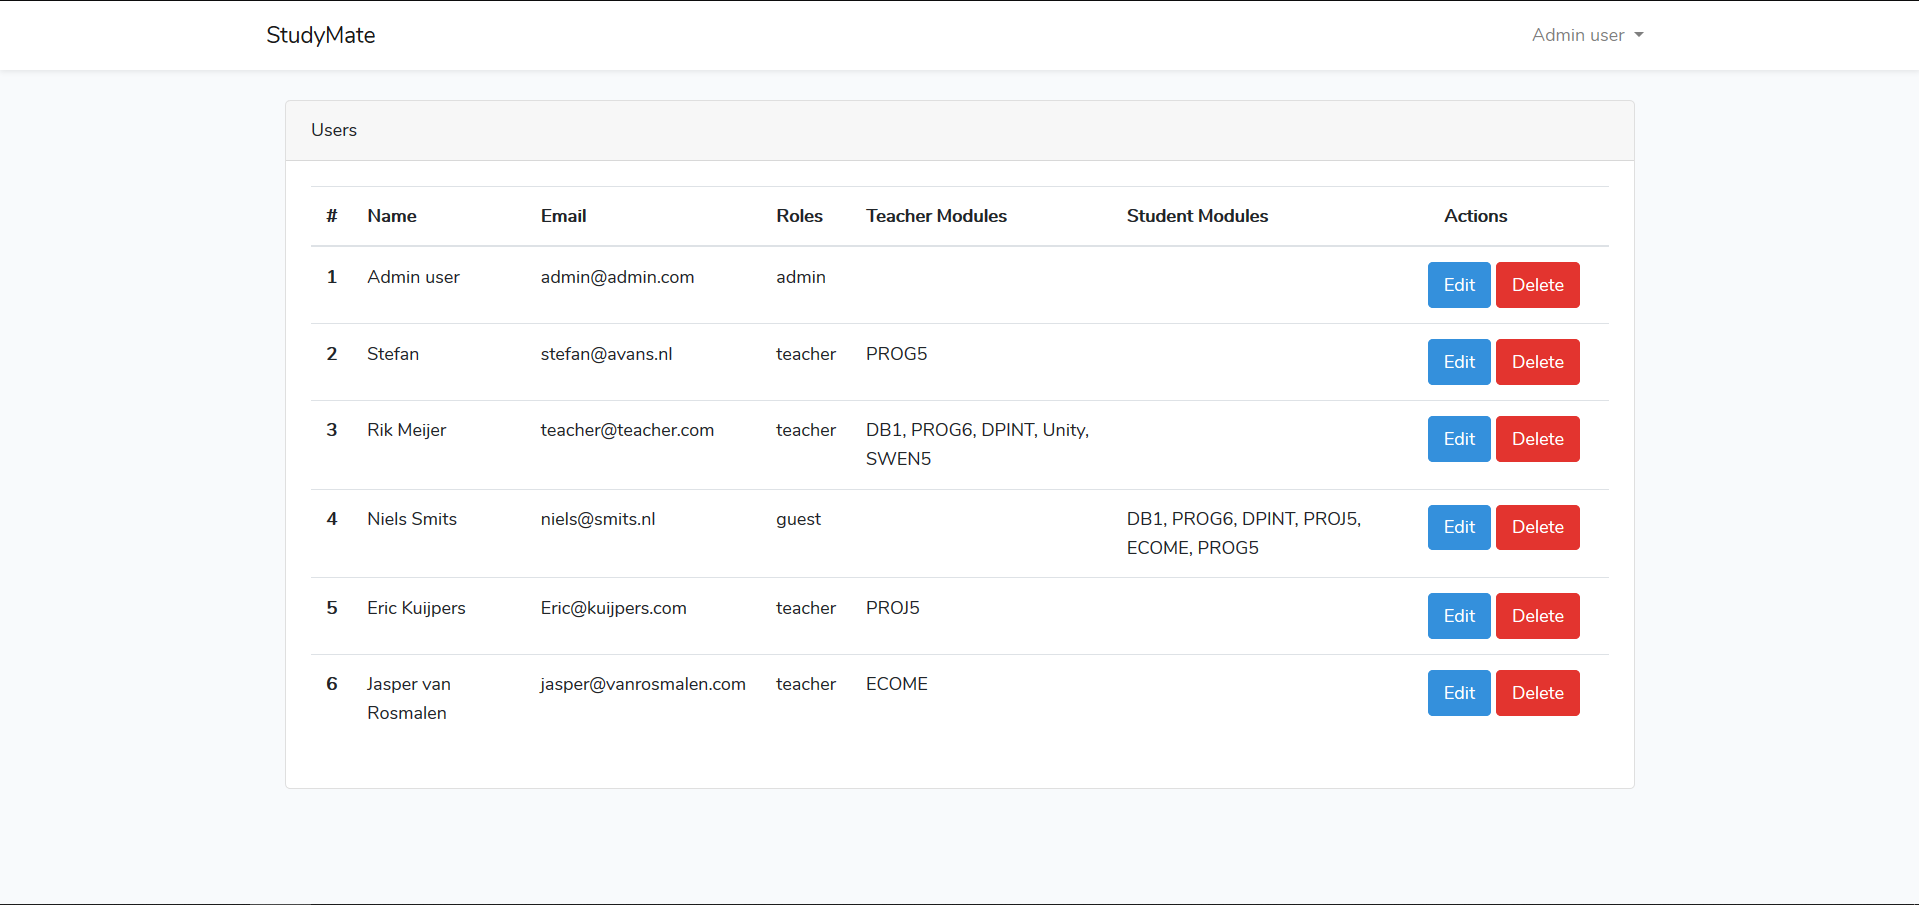 StudyMate
Admin user
Users
# Name Email Roles Teacher Modules Student Modules Actions
1 Admin user admin@admin.com admin Edit Delete
2 Stefan stefan@avans.nl teacher PROG5 Edit Delete
3 Rik Meijer teacher@teacher.com teacher DB1, PROG6, DPINT, Unity, Edit Delete
SWEN5
4 Niels Smits niels@smits.nl guest DB1, PROG6, DPINT, PROJ5, Edit Delete
ECOME, PROG5
5 Eric Kuijpers Eric@kuijpers.com teacher PROJ5 Edit Delete
6 Jasper van jasper@vanrosmalen.com teacher ECOME Edit Delete
Rosmalen